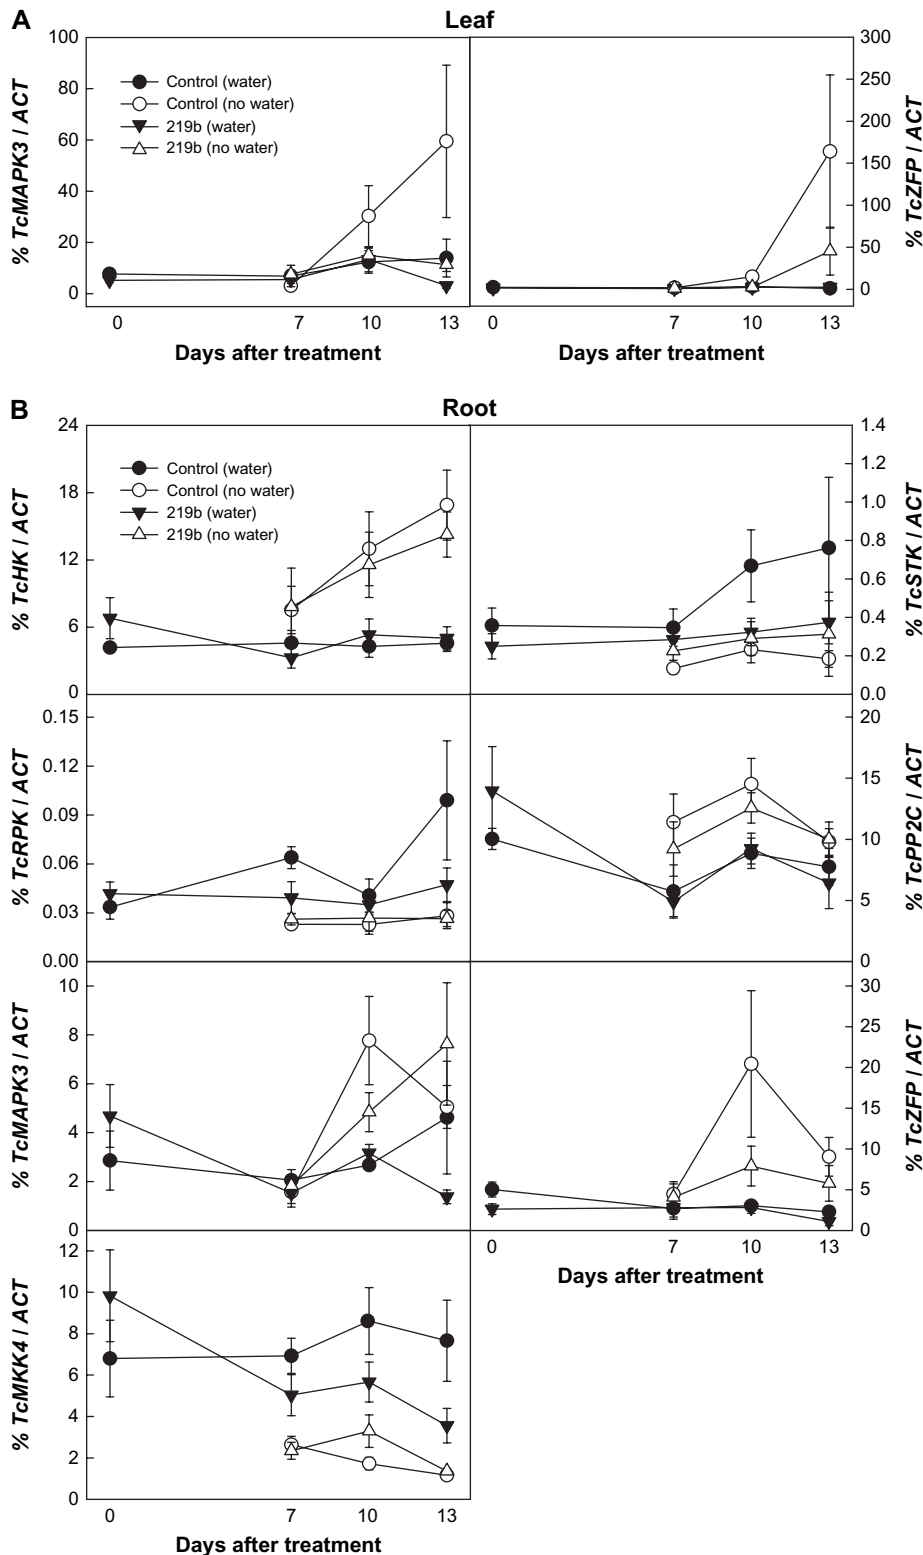 A
Leaf
% TcMAPK3 / ACT
100
80
60
40
20
0
Control (water)
Control (no water)
219b (water)
219b (no water)
0
7
10
13
Days after treatment
300
250
200
150
100
50
0
% TcZFP / ACT
0
7
10
13
Days after treatment
B
Root
% TcHK / ACT
24
18
12
6
0
Control (water)
Control (no water)
219b (water)
219b (no water)
1.4
1.2
1.0
0.8
0.6
0.4
0.2
0.0
% TcSTK / ACT
% TcRPK / ACT
0.15
0.12
0.09
0.06
0.03
0.00
20
15
10
5
0
% TcPP2C / ACT
% TcMAPK3 / ACT
10
8
6
4
2
0
30
25
20
15
10
5
0
% TcZFP / ACT
0
7
10
13
Days after treatment
% TcMKK4 / ACT
12
10
8
6
4
2
0
0
7
10
13
Days after treatment